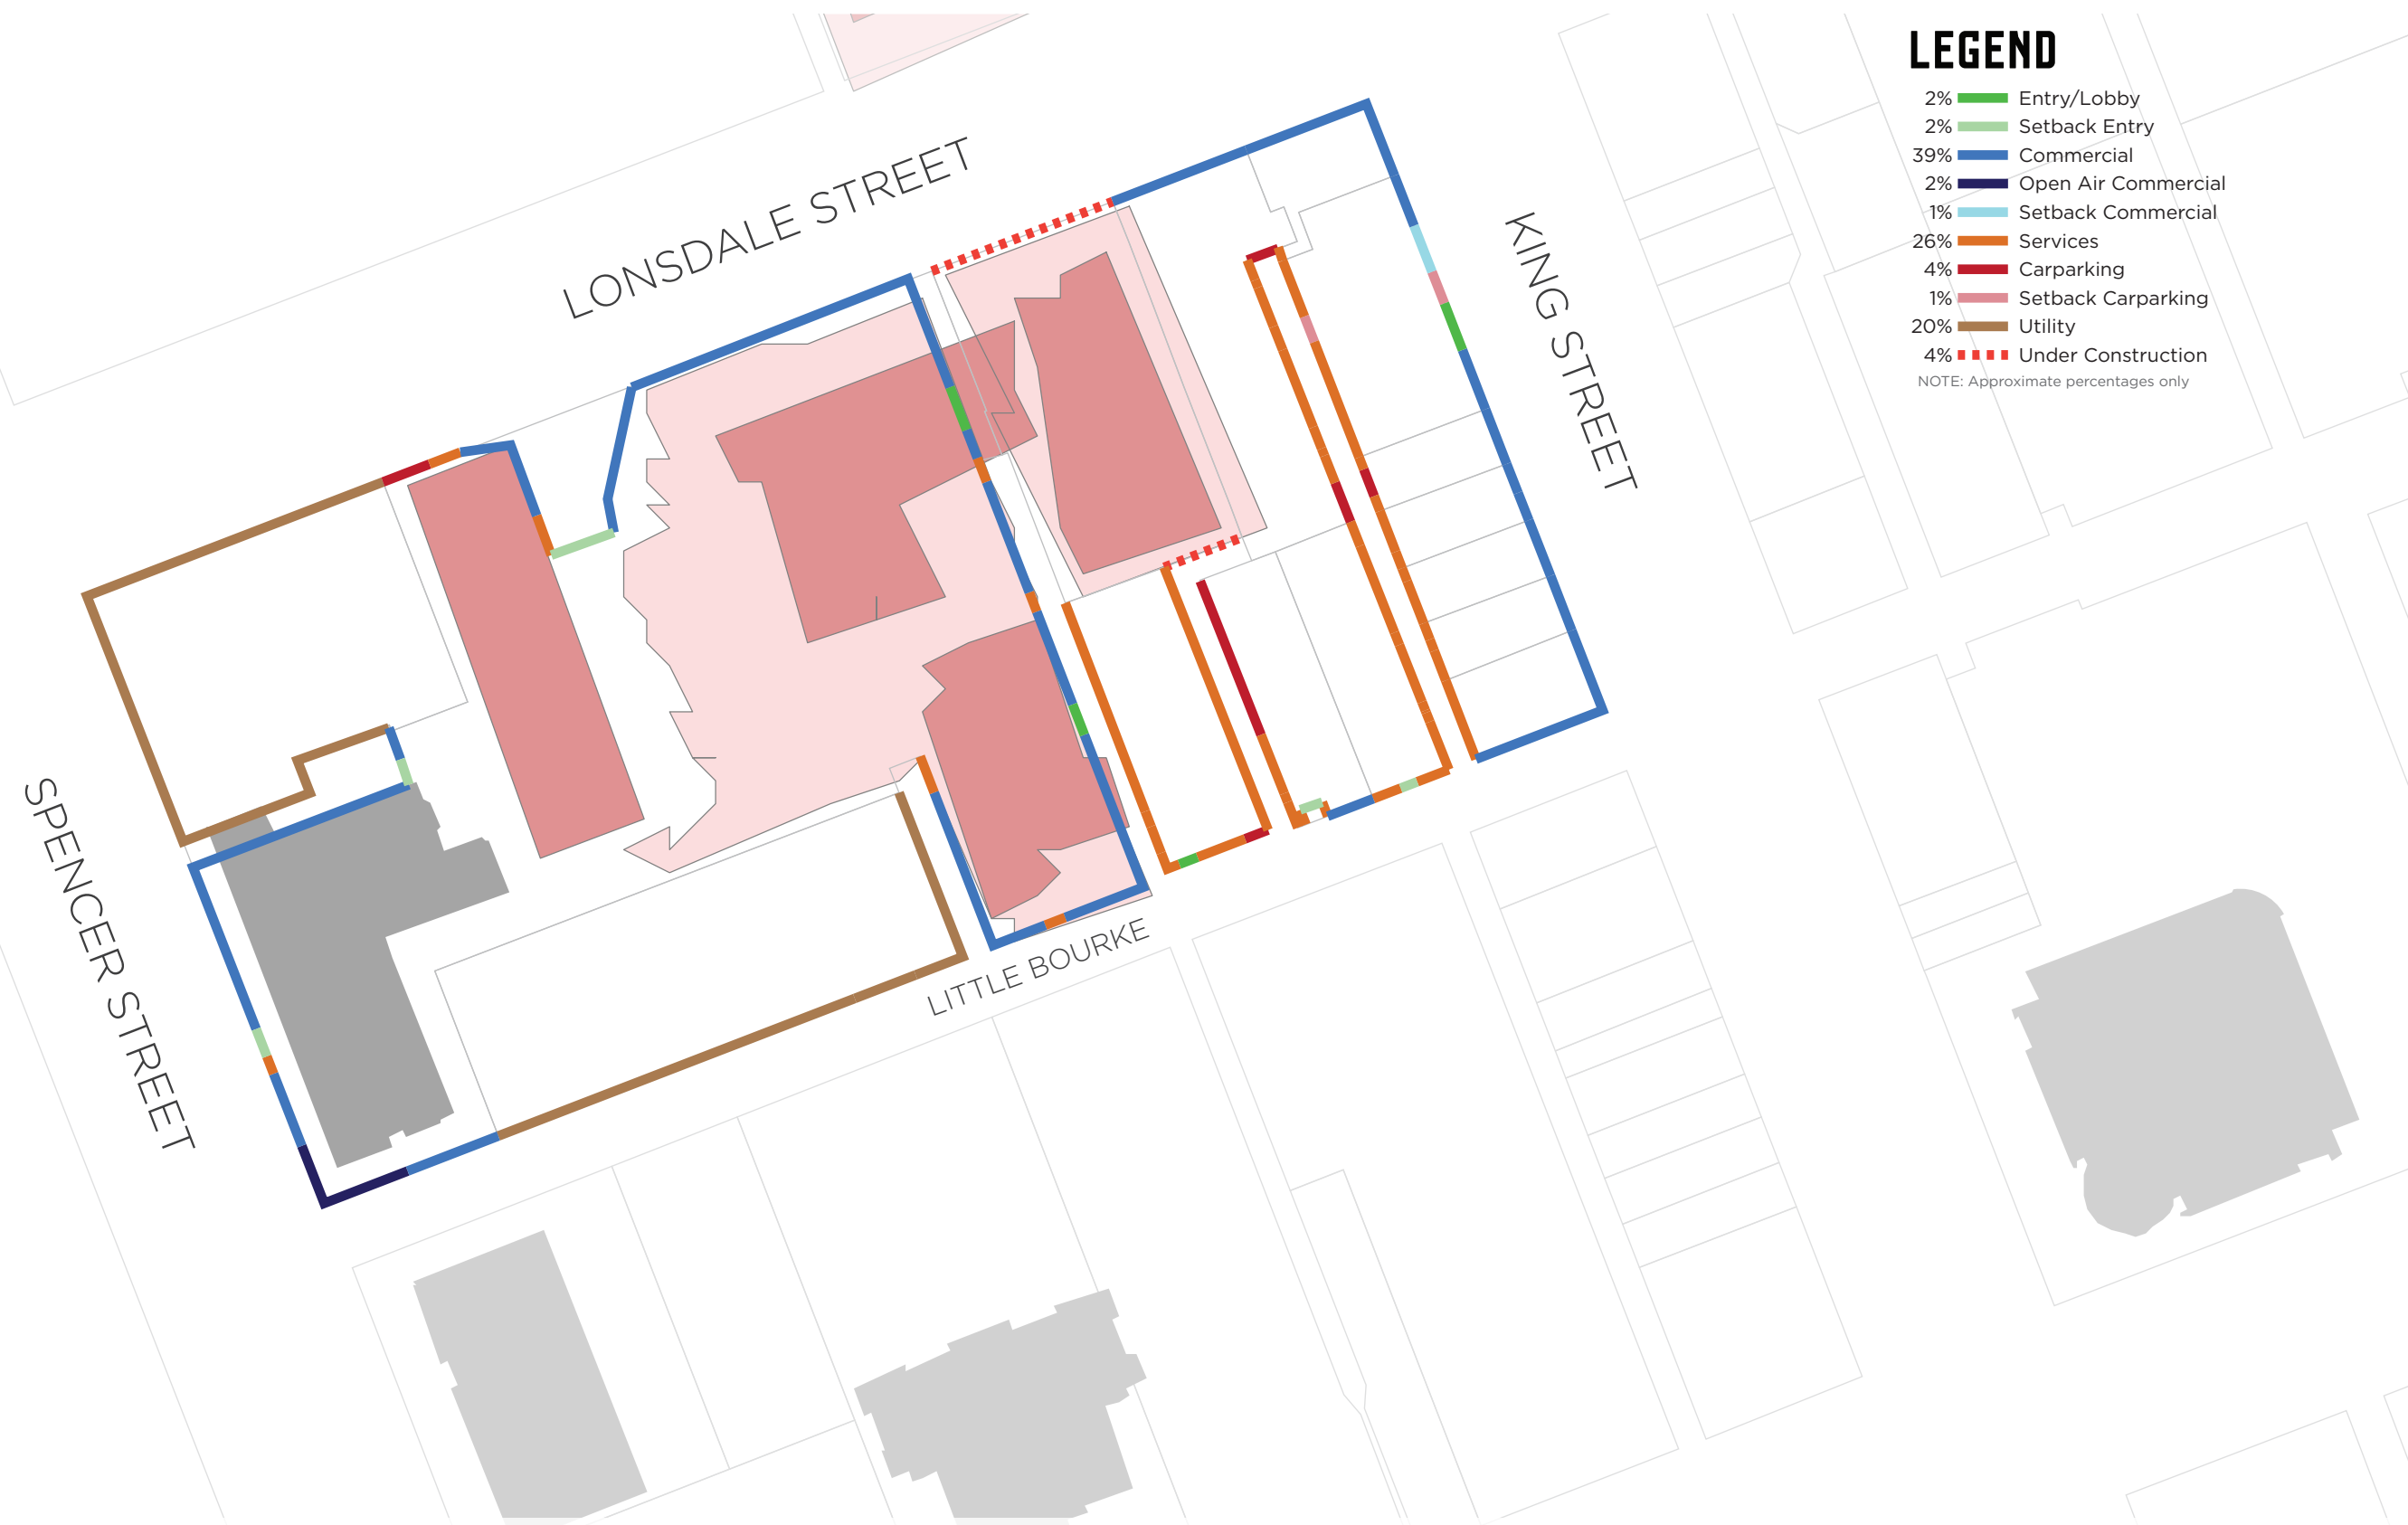 LEGEND
2% Entry/Lobby
2% Setback Entry
39% Commercial
2% Open Air Commercial
1% Setback Commercial
26% Services
4% Carparking
1% Setback Carparking
20% Utility
4% Under Construction
NOTE: Approximate percentages only
LONSDALE STREET
KING STREET
SPENCER STREET
LITTLE BOURKE